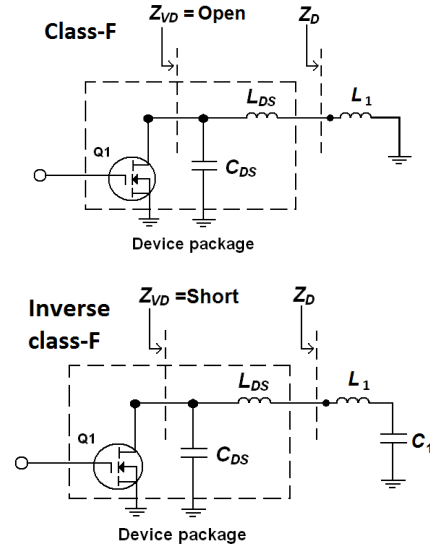 Class-F
Z_VD = Open
Z_D
L_DS
L_1
Q1
C_DS
Device package
Inverse
class-F
Z_VD =Short
Z_D
L_DS
L_1
Q1
C_DS
C_1
Device package